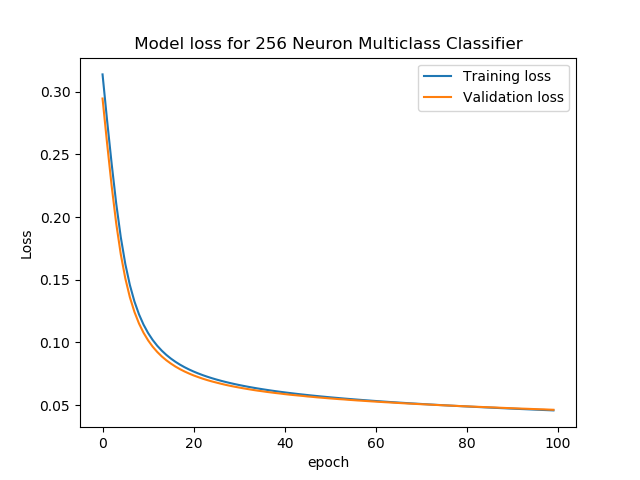 Model loss for 256 Neuron Multiclass Classifier
Training loss
Validation loss
0.30
0.25
0.20
0.15
0.10
0.05
Loss
0 20 40 60 80 100
epoch